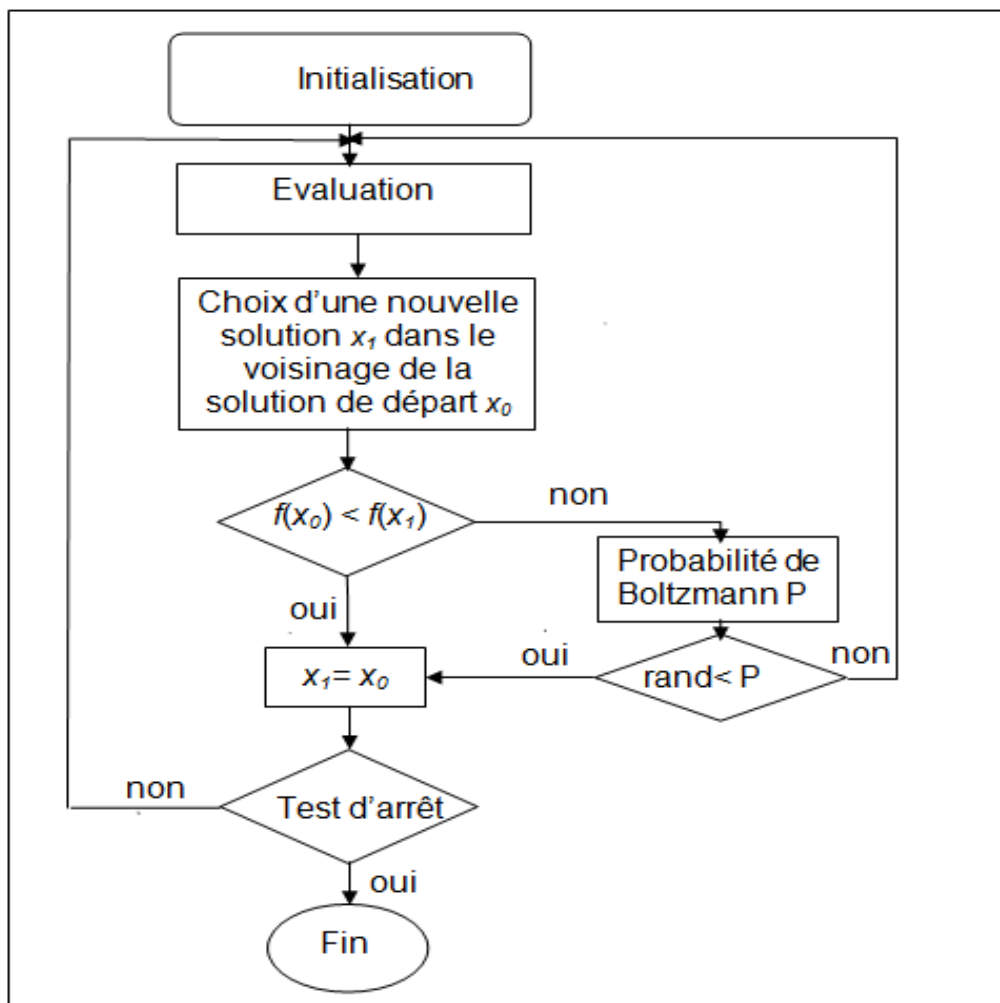 Initialisation
Evaluation
Choix d'une nouvelle
solution x₁ dans le
voisinage de la
solution de départ x₀
f(x₀) < f(x₁)
non
Probabilité de
Boltzmann P
oui
x₁= x₀
oui
rand< P
non
non
Test d'arrêt
oui
Fin